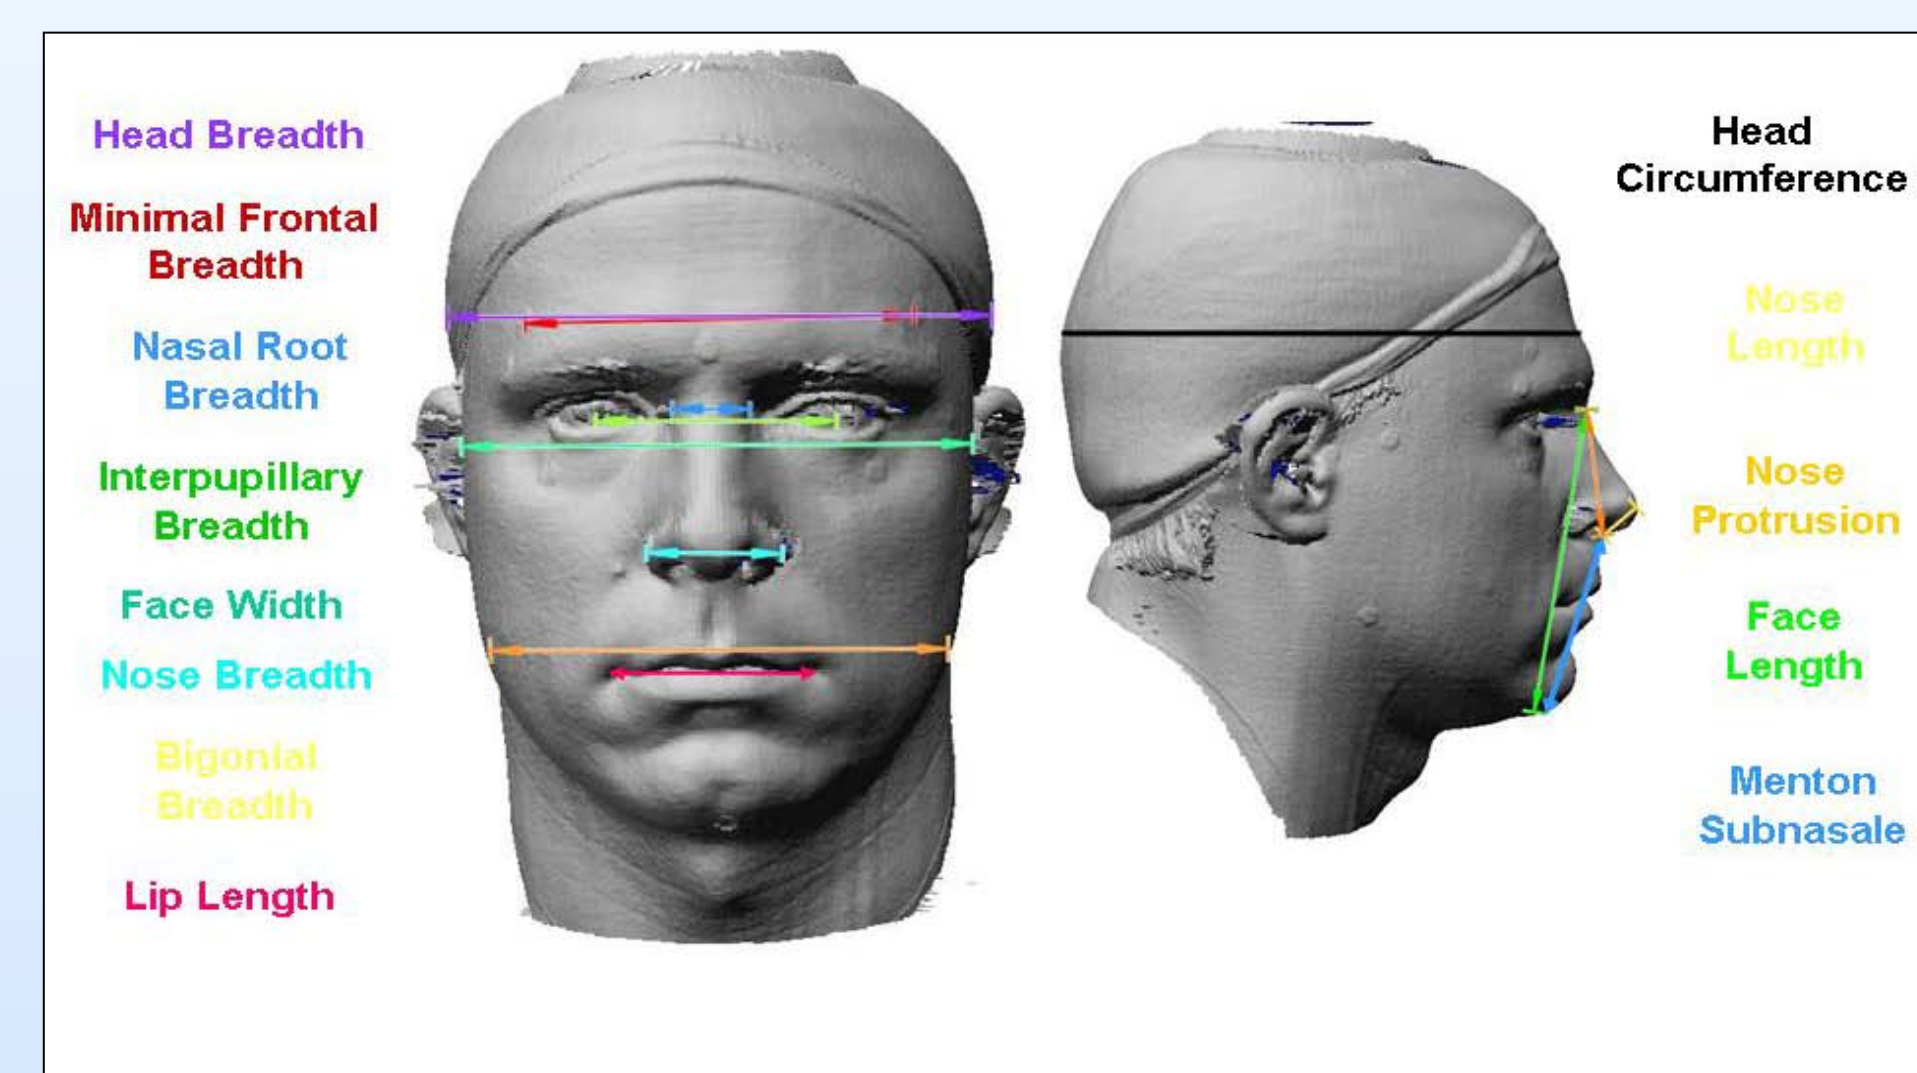 Head Breadth
Minimal Frontal
Breadth
Nasal Root
Breadth
Interpupillary
Breadth
Face Width
Nose Breadth
Bigonial
Breadth
Lip Length
Head
Circumference
Nose
Length
Nose
Protrusion
Face
Length
Menton
Subnasale